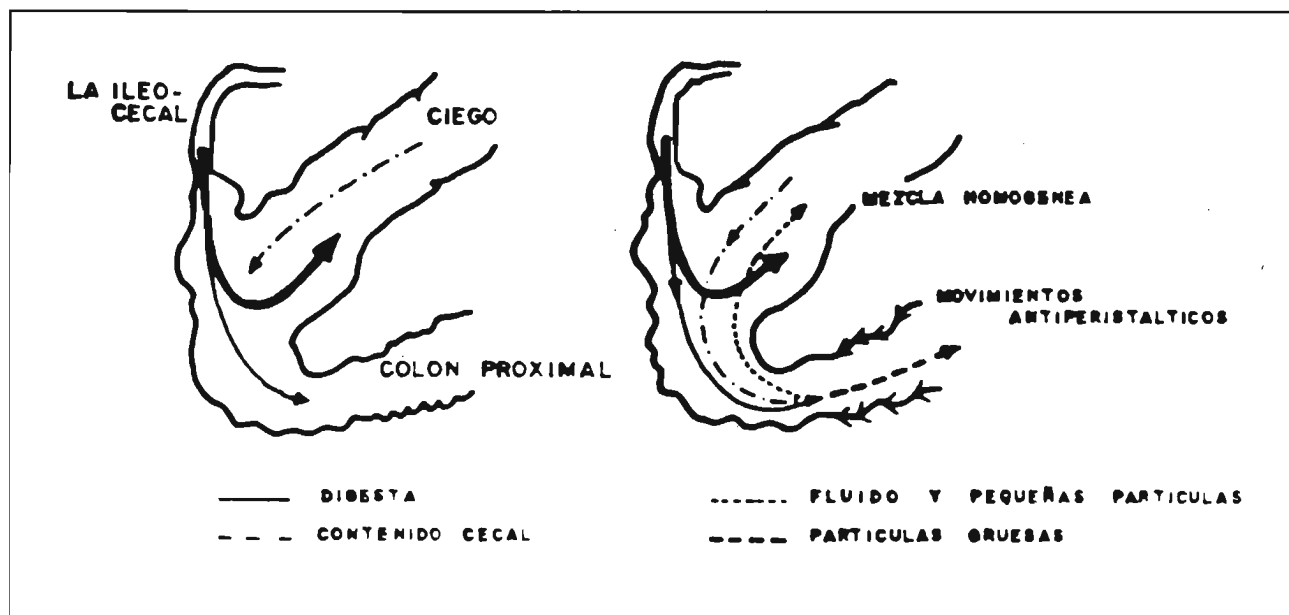 LA ILEO-
CECAL
CIEGO
COLON PROXIMAL
MEZCLA HOMOGENEA
MOVIMIENTOS
ANTIPERISTALTICOS
DIGESTA
CONTENIDO CECAL
FLUIDO Y PEQUEÑAS PARTICULAS
PARTICULAS GRUESAS